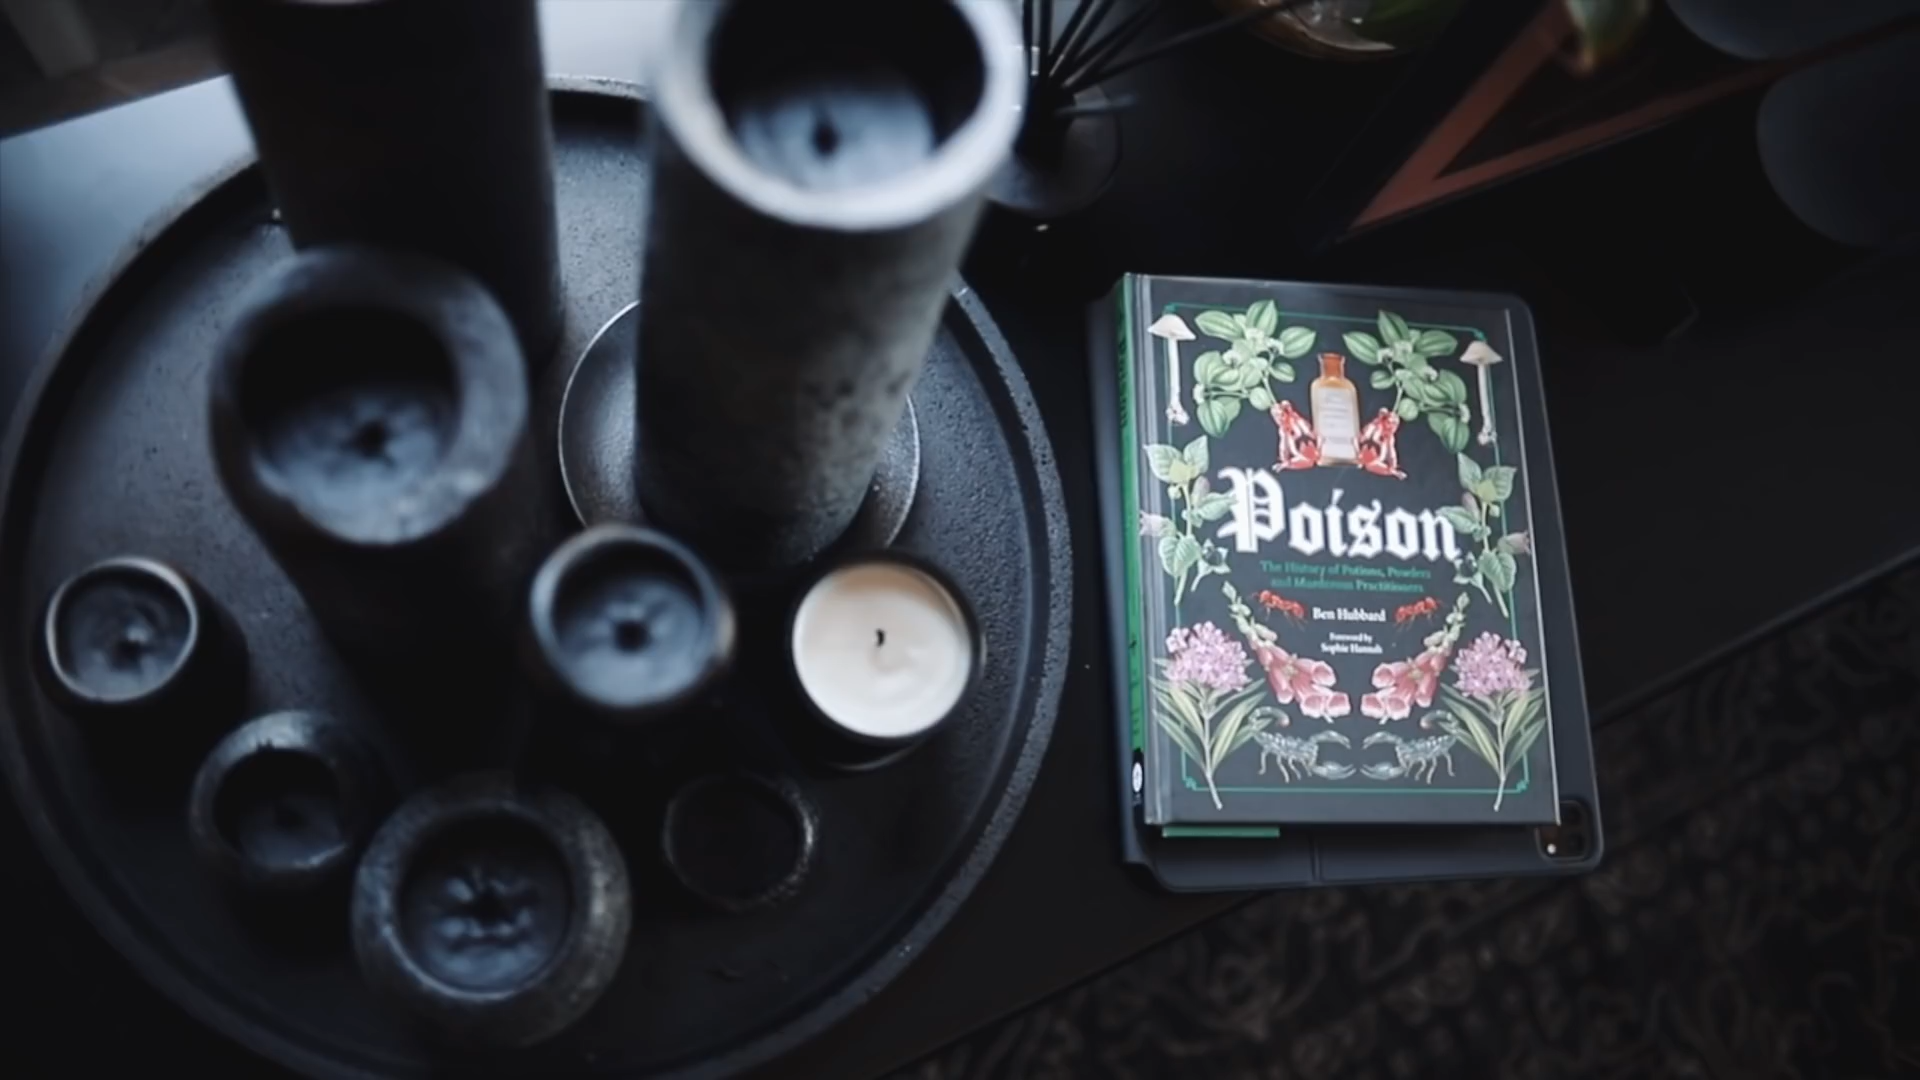 Poison
The History of Potions, Powders
and Murderous Practitioners
Ben Hubbard
Foreword by
Sophie Hannah